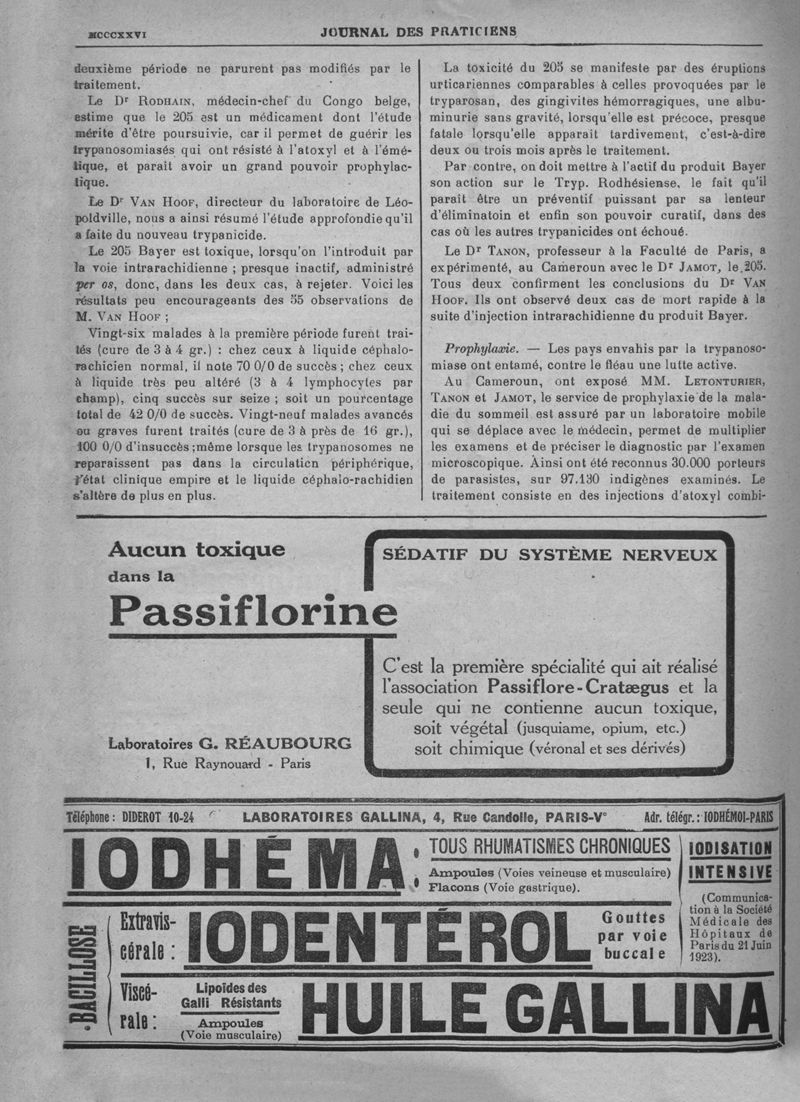 MCCCXXVI
JOURNAL DES PRATICIENS
deuxième période ne parurent pas modifiés par le
traitement.
Le Dr RODHAIN, médecin-chef du Congo belge,
estime que le 205 est un médicament dont l'étude
mérite d'être poursuivie, car il permet de guérir les
trypanosomiasés qui ont résisté à l'atoxyl et à l'émé-
tique, et parait avoir un grand pouvoir prophylac-
tique.
Le Dr VAN HOOF, directeur du laboratoire de Léo-
poldville, nous a ainsi résumé l'étude approfondie qu'il
a faite du nouveau trypanicide.
Le 205 Bayer est toxique, lorsqu'on l'introduit par
la voie intrarachidienne ; presque inactif, administré
per os, donc, dans les deux cas, à rejeter. Voici les
résultats peu encourageants des 55 observations de
M. VAN HOOF ;
Vingt-six malades à la première période furent trai-
tés (cure de 3 à 4 gr.) : chez ceux à liquide céphalo-
rachicien normal, il note 70 0/0 de succès ; chez ceux
à liquide très peu altéré (3 à 4 lymphocytes par
champ), cinq succès sur seize ; soit un pourcentage
total de 42 0/0 de succès. Vingt-neuf malades avancés
ou graves furent traités (cure de 3 à près de 16 gr.),
100 0/0 d'insuccès ; même lorsque les trypanosomes ne
reparaissent pas dans la circulation périphérique,
l'état clinique empire et le liquide céphalo-rachidien
s'altère de plus en plus.
La toxicité du 205 se manifeste par des éruptions
urticariennes comparables à celles provoquées par le
tryparosan, des gingivites hémorragiques, une albu-
minurie sans gravité, lorsqu'elle est précoce, presque
fatale lorsqu'elle apparait tardivement, c'est-à-dire
deux ou trois mois après le traitement.
Par contre, on doit mettre à l'actif du produit Bayer
son action sur le Tryp. Rodhésiense, le fait qu'il
paraît être un préventif puissant par sa lenteur
d'éliminatoin et enfin son pouvoir curatif, dans des
cas où les autres trypanicides ont échoué.
Le Dr TANON, professeur à la Faculté de Paris, a
expérimenté, au Cameroun avec le Dr JAMOT, le 205.
Tous deux confirment les conclusions du Dr VAN
HOOF. Ils ont observé deux cas de mort rapide à la
suite d'injection intrarachidienne du produit Bayer.
Prophylaxie. — Les pays envahis par la trypanoso-
miase ont entamé, contre le fléau une lutte active.
Au Cameroun, ont exposé MM. LETONTURIER,
TANON et JAMOT, le service de prophylaxie de la mala-
die du sommeil est assuré par un laboratoire mobile
qui se déplace avec le médecin, permet de multiplier
les examens et de préciser le diagnostic par l'examen
microscopique. Ainsi ont été reconnus 30.000 porteurs
de parasistes, sur 97.130 indigènes examinés. Le
traitement consiste en des injections d'atoxyl combi-
Aucun toxique
dans la
Passiflorine
Laboratoires G. RÉAUBOURG
1, Rue Raynouard - Paris
SÉDATIF DU SYSTÈME NERVEUX
C'est la première spécialité qui ait réalisé
l'association Passiflore-Cratægus et la
seule qui ne contienne aucun toxique,
soit végétal (jusquiame, opium, etc.)
soit chimique (véronal et ses dérivés)
Téléphone : DIDEROT 10-24 LABORATOIRES GALLINA, 4, Rue Candolle, PARIS-Ve Adr. télégr. : IODHÉMOI-PARIS
IODHÉMA :
TOUS RHUMATISMES CHRONIQUES
Ampoules (Voies veineuse et musculaire)
Flacons (Voie gastrique).
IODISATION
INTENSIVE
(Communica-
tion à la Société
Médicale des
Hôpitaux de
Paris du 21 Juin
1923).
BACILLOSE
Extravis-
cérale :
IODENTÉROL
Gouttes
par voie
buccale
Viscé-
rale :
Lipoïdes des
Galli Résistants
Ampoules
(Voie musculaire)
HUILE GALLINA